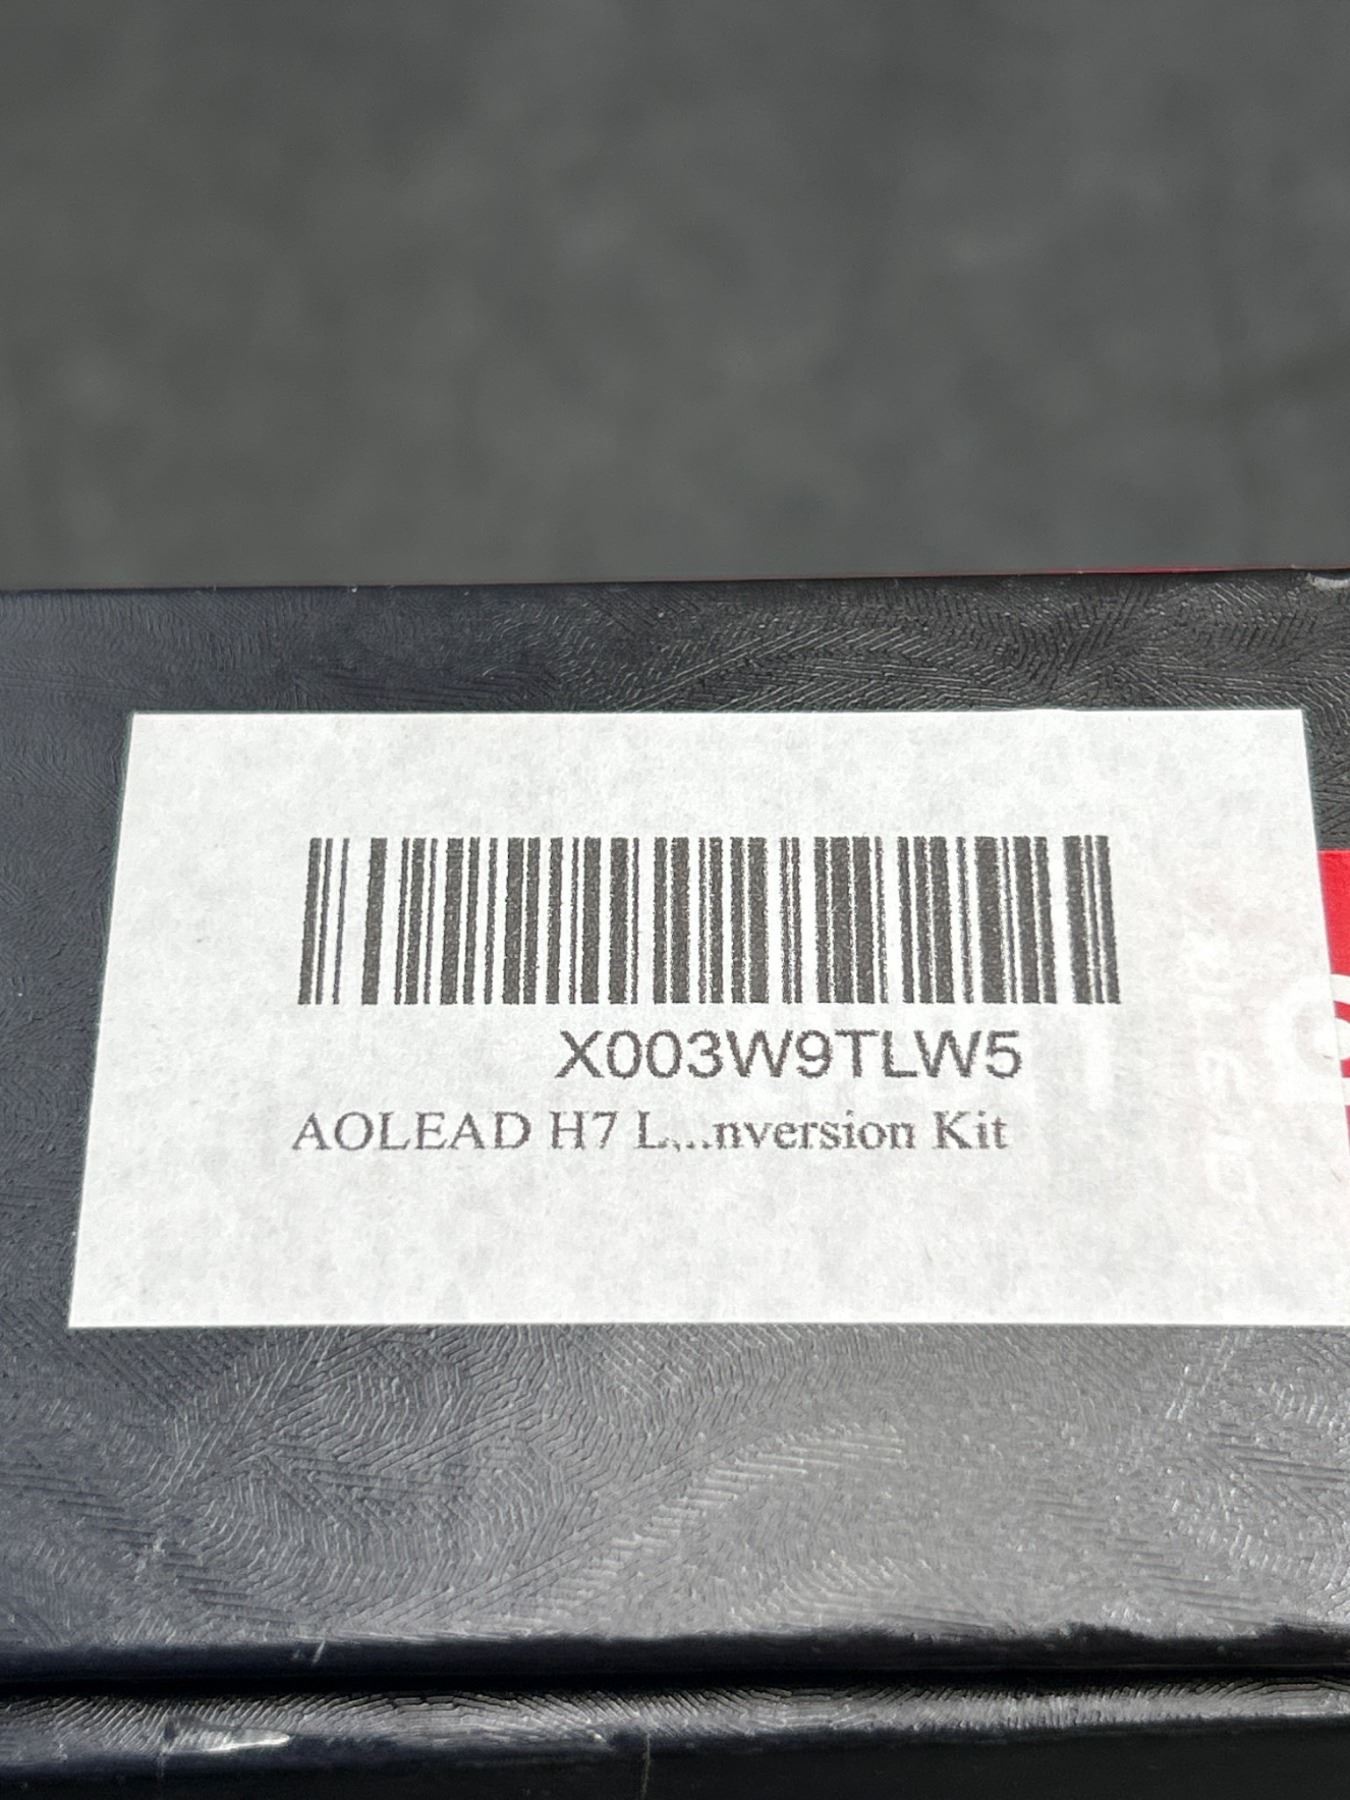 X003W9TLW5
AOLEAD H7 L,...nversion Kit